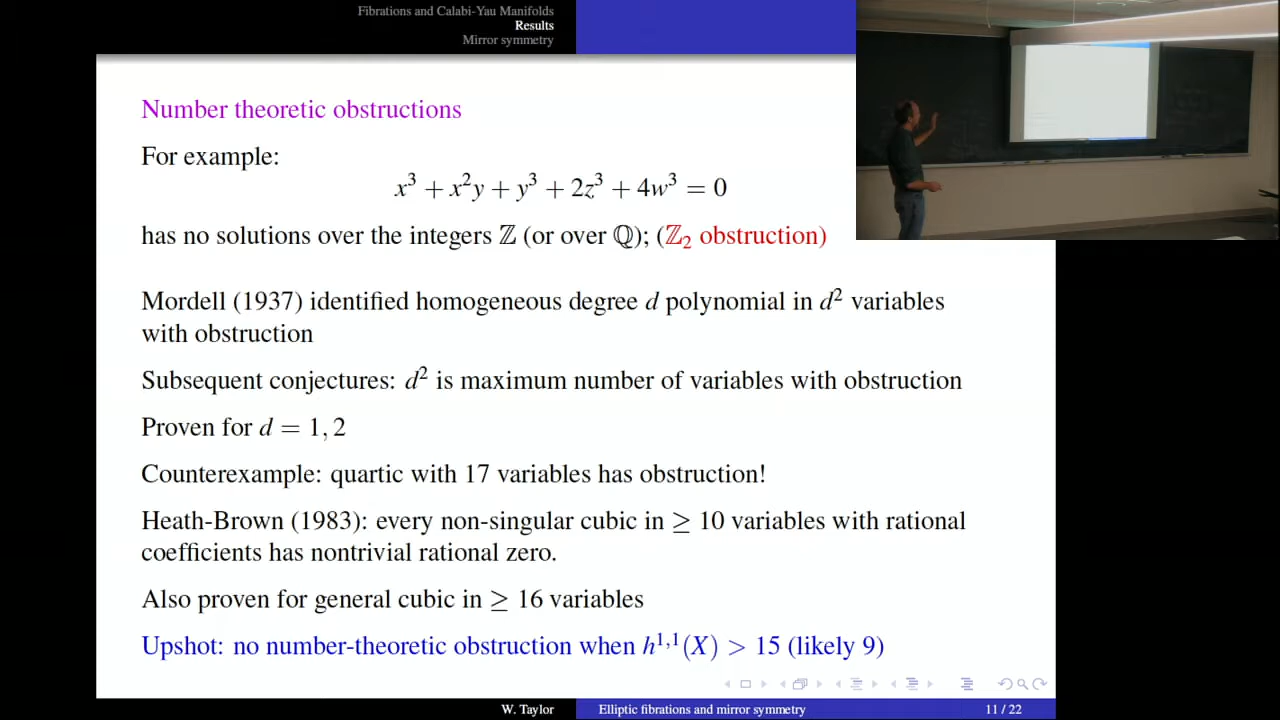 Fibrations and Calabi-Yau Manifolds
Results
Mirror symmetry
Number theoretic obstructions
For example:
x³ + x²y + y³ + 2z³ + 4w³ = 0
has no solutions over the integers ℤ (or over ℚ); (ℤ₂ obstruction)
Mordell (1937) identified homogeneous degree d polynomial in d² variables
with obstruction
Subsequent conjectures: d² is maximum number of variables with obstruction
Proven for d = 1, 2
Counterexample: quartic with 17 variables has obstruction!
Heath-Brown (1983): every non-singular cubic in ≥ 10 variables with rational
coefficients has nontrivial rational zero.
Also proven for general cubic in ≥ 16 variables
Upshot: no number-theoretic obstruction when h¹,¹(X) > 15 (likely 9)
W. Taylor Elliptic fibrations and mirror symmetry 11 / 22